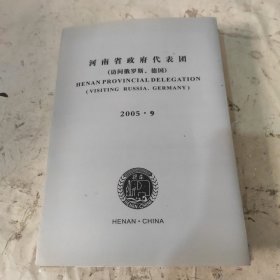 河南省政府代表团
(访问俄罗斯、德国)
HENAN PROVINCIAL DELEGATION
(VISITING RUSSIA, GERMANY)
2005·9
HENAN·CHINA